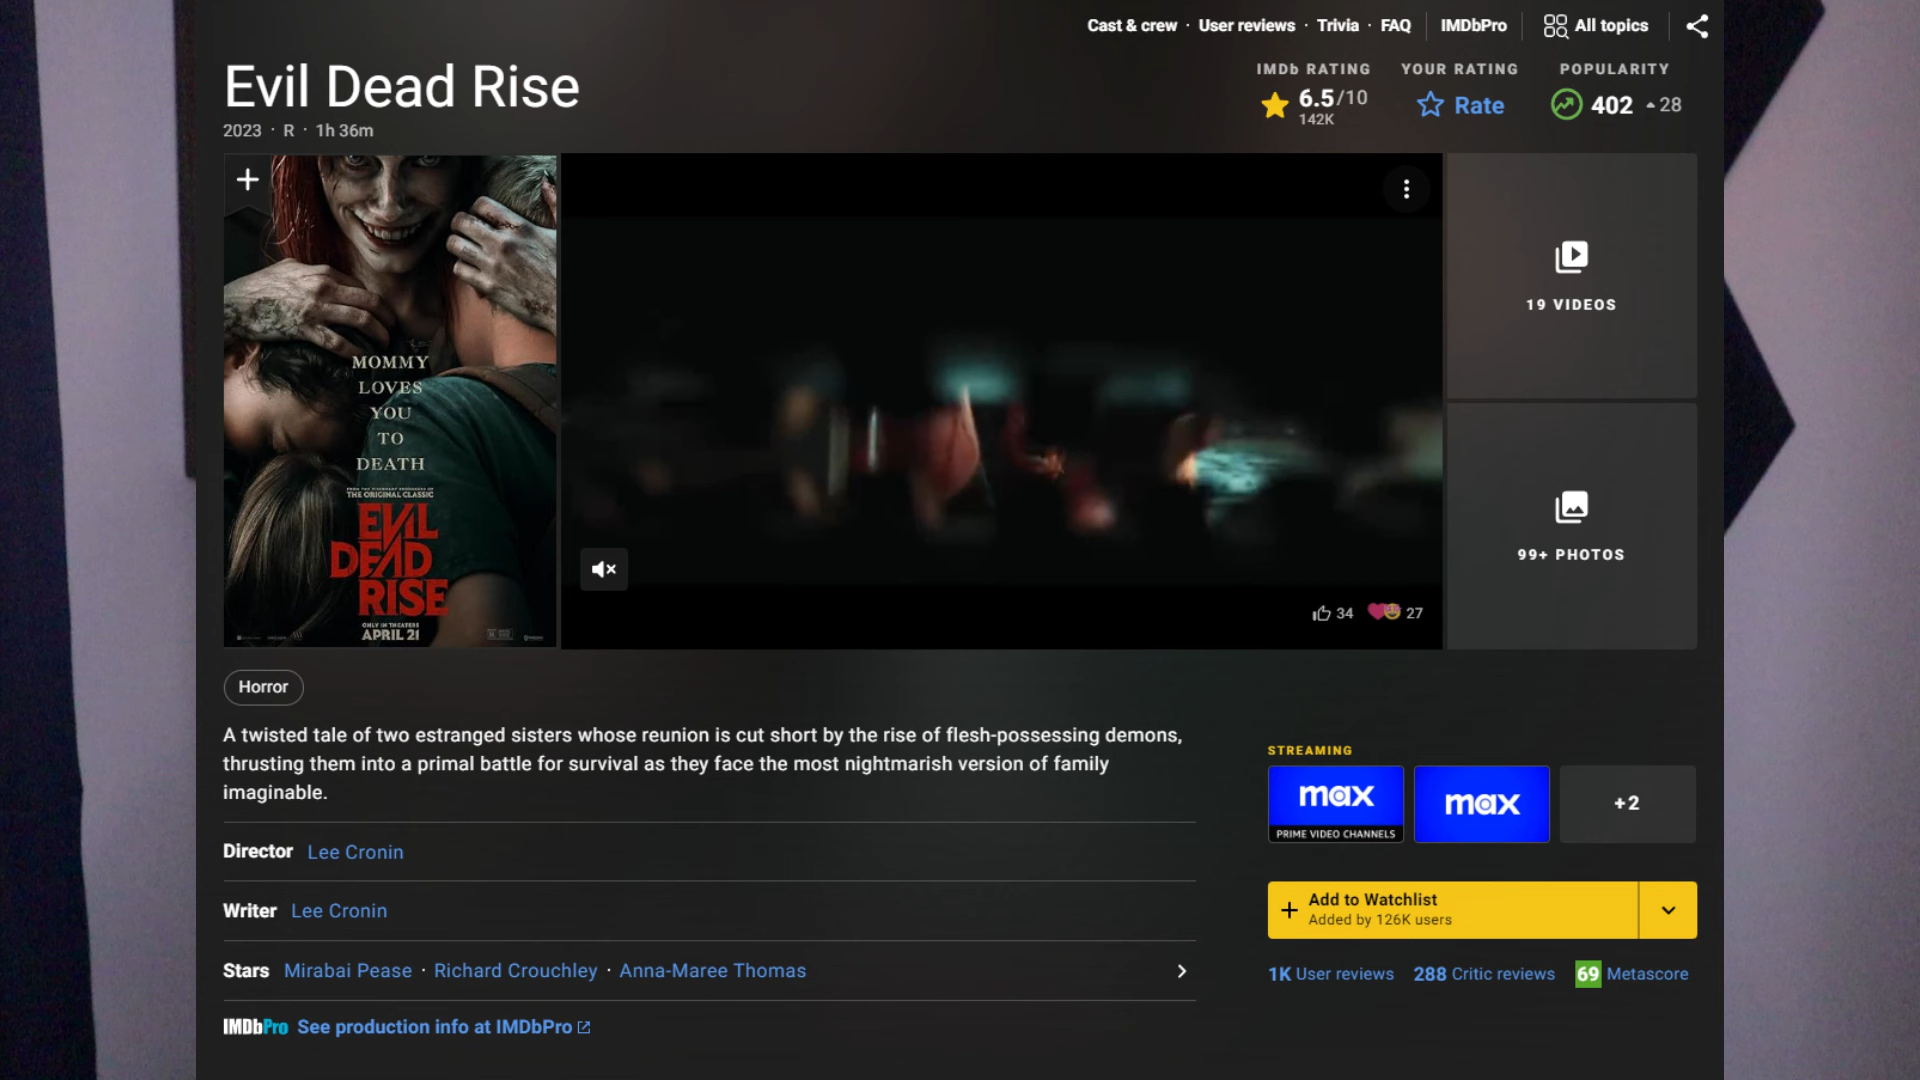 Cast & crew · User reviews · Trivia · FAQ IMDbPro All topics
Evil Dead Rise
2023 · R · 1h 36m
IMDb RATING
6.5/10
142K
YOUR RATING
Rate
POPULARITY
402 28
MOMMY
LOVES
YOU
TO
DEATH
THE ORIGINAL CLASSIC
EVIL
DEAD
RISE
ONLY IN THEATERS
APRIL 21
34 27
19 VIDEOS
99+ PHOTOS
Horror
A twisted tale of two estranged sisters whose reunion is cut short by the rise of flesh-possessing demons,
thrusting them into a primal battle for survival as they face the most nightmarish version of family
imaginable.
Director Lee Cronin
Writer Lee Cronin
Stars Mirabai Pease · Richard Crouchley · Anna-Maree Thomas
IMDbPro See production info at IMDbPro
STREAMING
max
PRIME VIDEO CHANNELS
max
+2
Add to Watchlist
Added by 126K users
1K User reviews 288 Critic reviews 69 Metascore